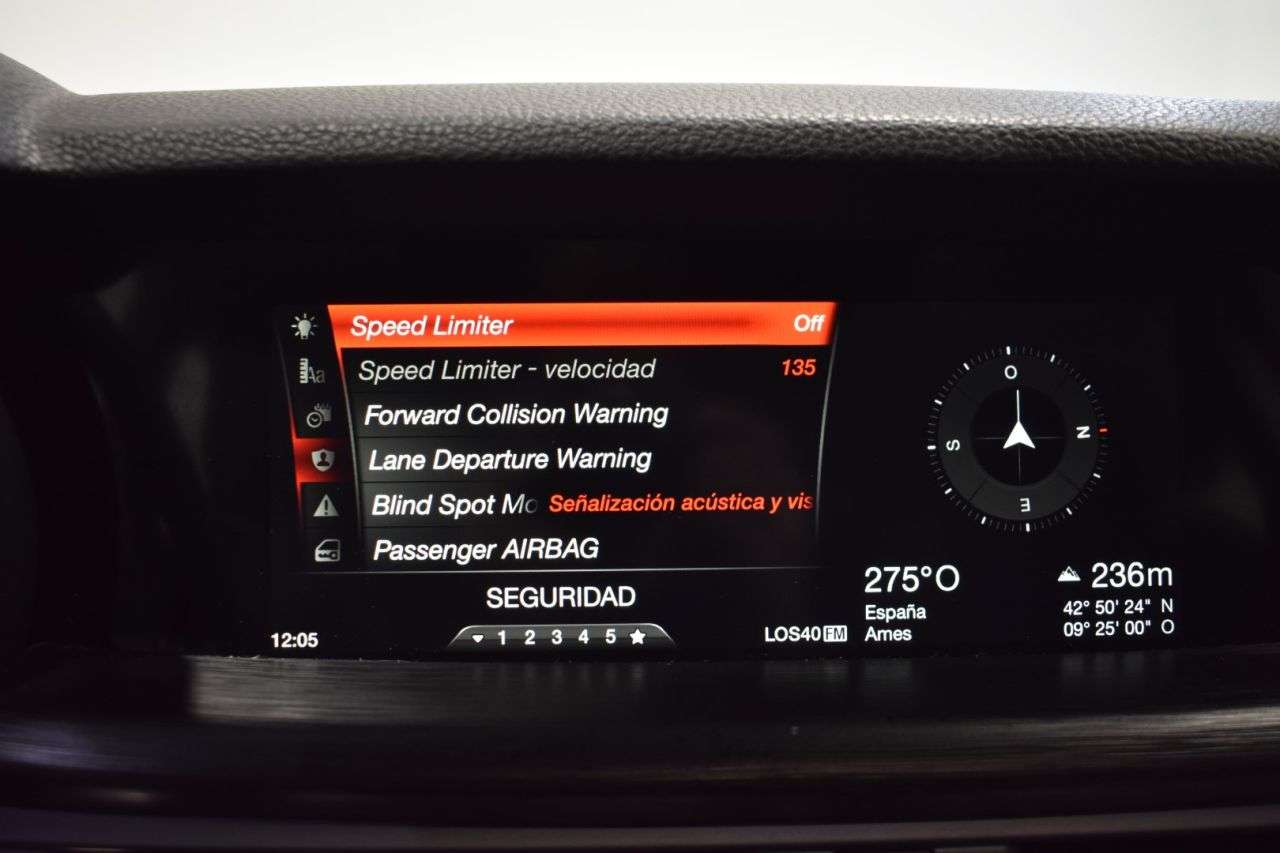 Speed Limiter Off
Aa Speed Limiter - velocidad 135
Forward Collision Warning
Lane Departure Warning
Blind Spot Mo Señalización acústica y vis
Passenger AIRBAG
SEGURIDAD
12:05
1 2 3 4 5
LOS40 FM
O
S
N
E
275°O
España
Ames
236m
42° 50' 24" N
09° 25' 00" O